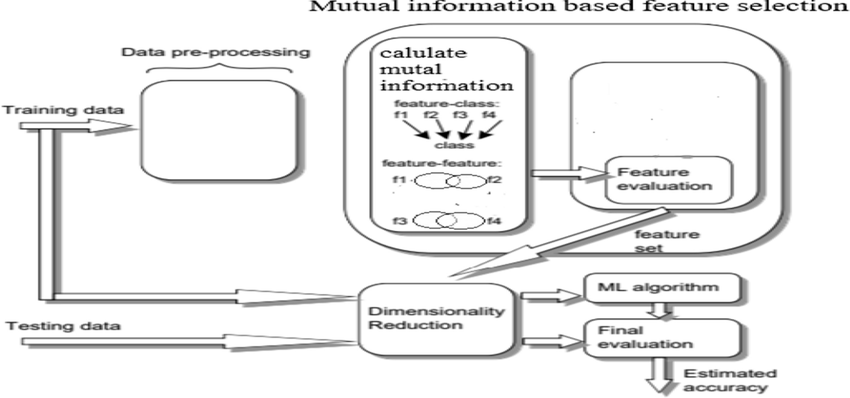 Mutual information based feature selection
Data pre-processing
calulate
mutal
information
Training data
feature-class:
f1 f2 f3 f4
class
feature-feature:
f1 f2
f3 f4
Feature
evaluation
feature
set
ML algorithm
Dimensionality
Reduction
Testing data
Final
evaluation
Estimated
accuracy